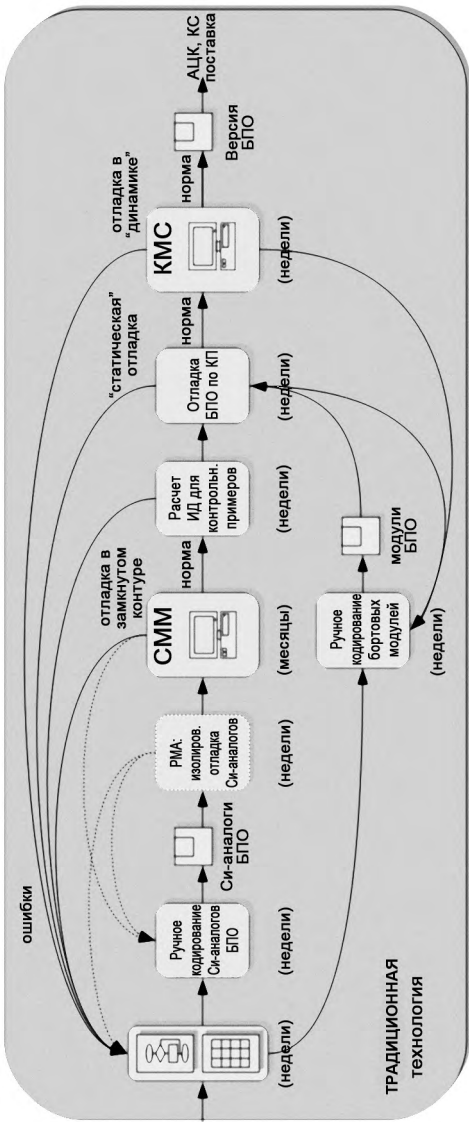 ошибки
отладка в
замкнутом
контуре
"статическая"
отладка
отладка в
"динамике"
(недели)
Ручное
кодирование
Си-аналогов
БПО
(недели)
Си-аналоги
БПО
РМА:
изолиров.
отладка
Си-аналогов
(недели)
СММ
(месяцы)
норма
Расчет
ИД для
контрольн.
примеров
(недели)
Отладка
БПО по КП
(недели)
норма
КМС
(недели)
норма
Версия
БПО
АЦК, КС
поставка
Ручное
кодирование
бортовых
модулей
(недели)
модули
БПО
ТРАДИЦИОННАЯ
технология